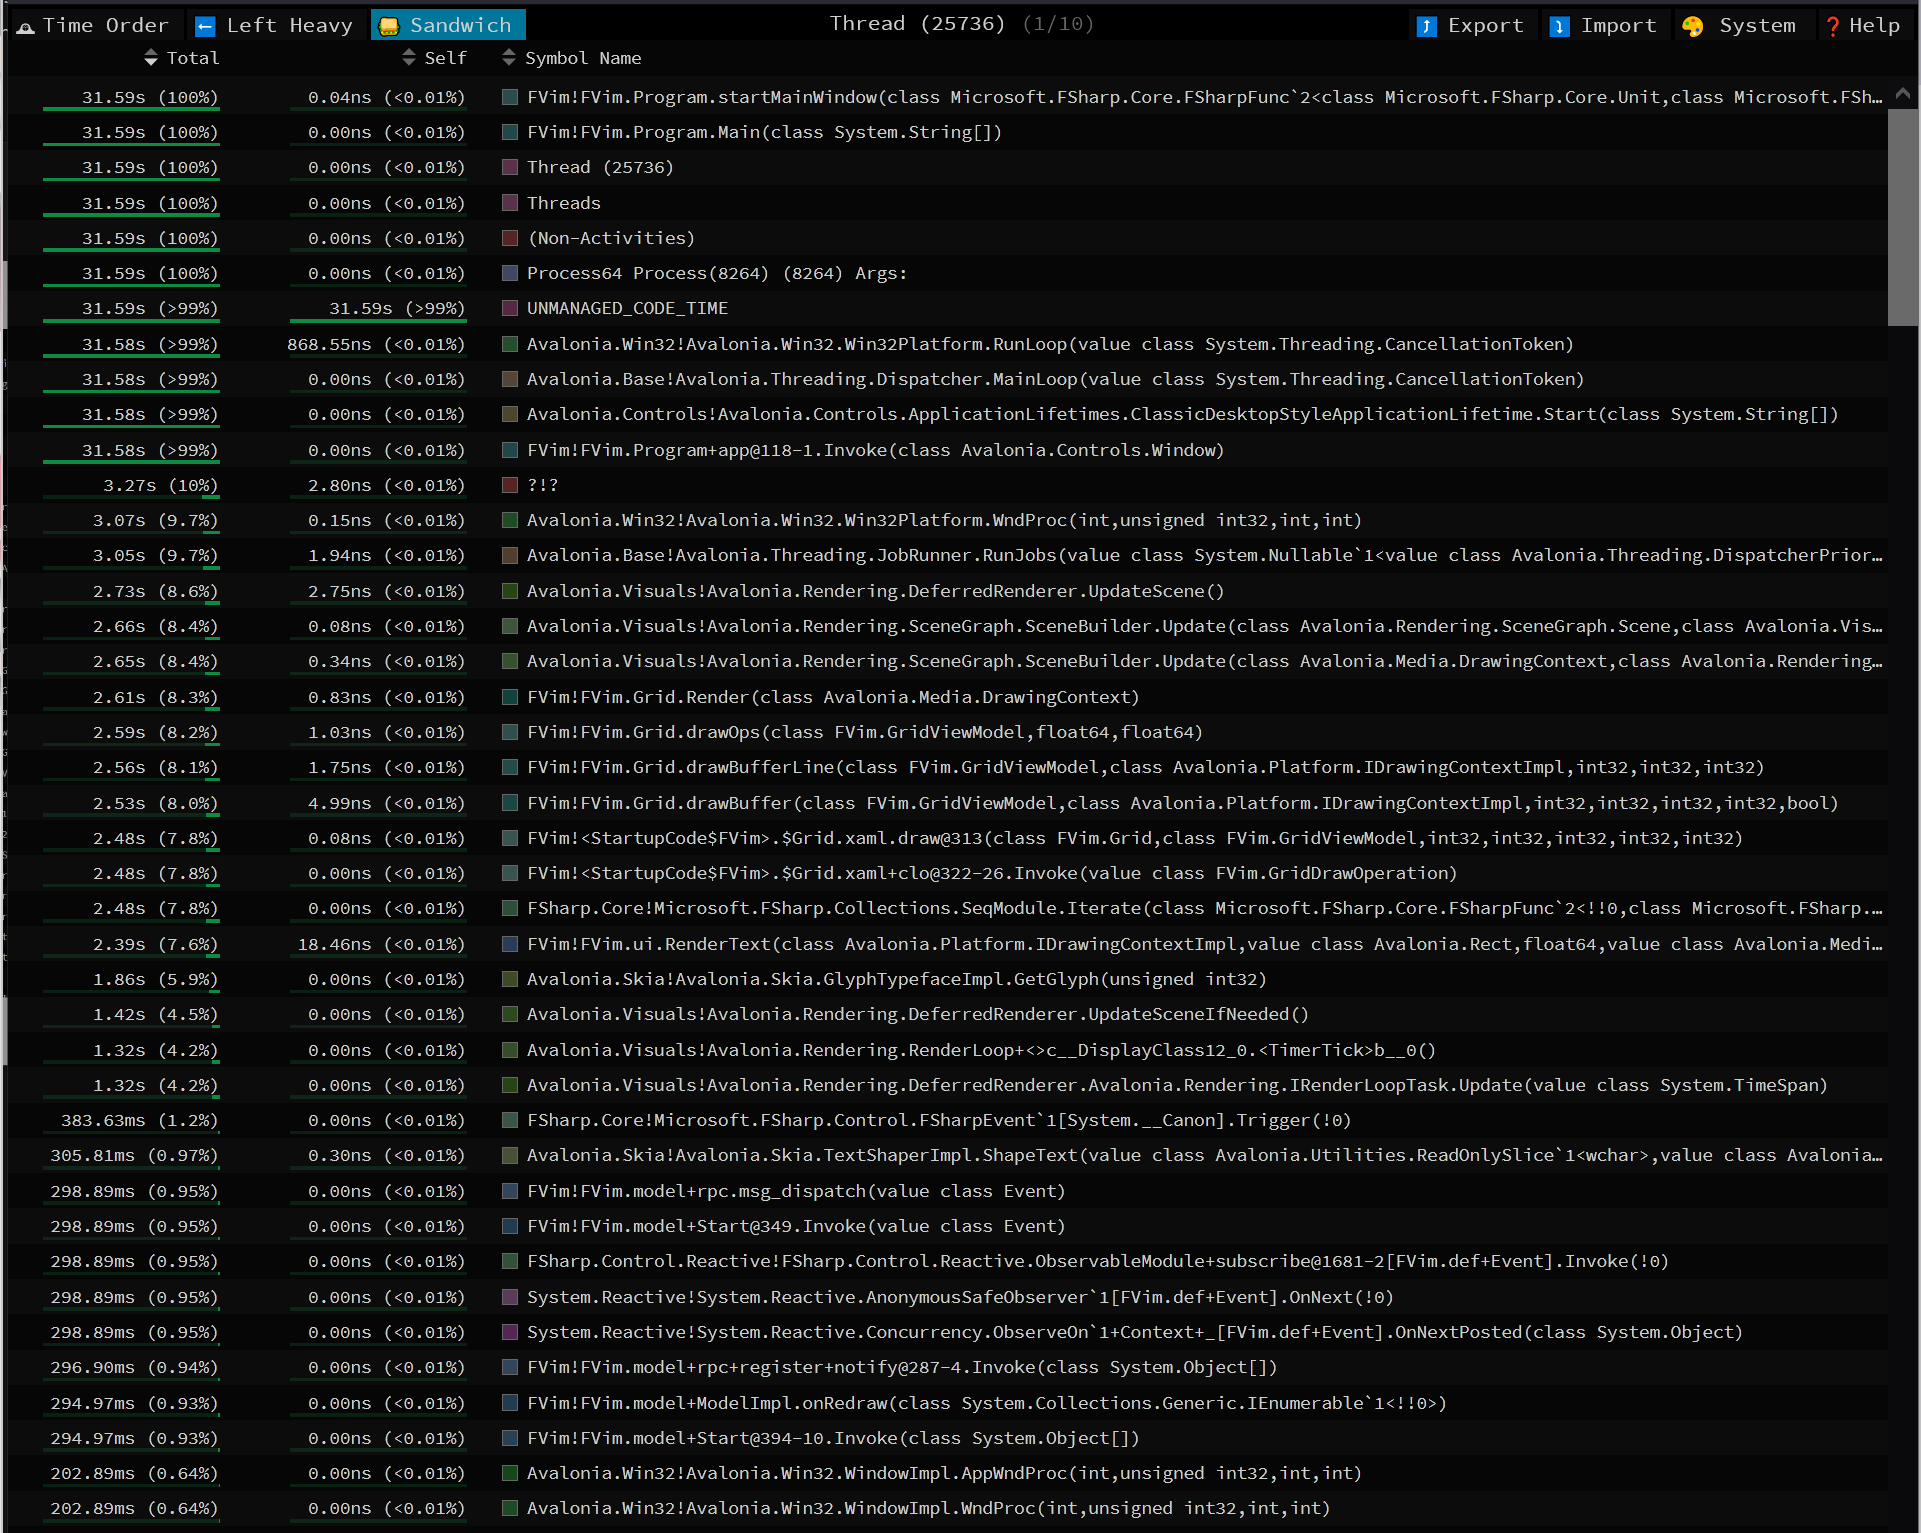 Time Order Left Heavy Sandwich Thread (25736) (1/10) Export Import System Help
Total Self Symbol Name
31.59s (100%) 0.04ns (<0.01%) FVim!FVim.Program.startMainWindow(class Microsoft.FSharp.Core.FSharpFunc`2<class Microsoft.FSharp.Core.Unit,class Microsoft.FSh…
31.59s (100%) 0.00ns (<0.01%) FVim!FVim.Program.Main(class System.String[])
31.59s (100%) 0.00ns (<0.01%) Thread (25736)
31.59s (100%) 0.00ns (<0.01%) Threads
31.59s (100%) 0.00ns (<0.01%) (Non-Activities)
31.59s (100%) 0.00ns (<0.01%) Process64 Process(8264) (8264) Args:
31.59s (>99%) 31.59s (>99%) UNMANAGED_CODE_TIME
31.58s (>99%) 868.55ns (<0.01%) Avalonia.Win32!Avalonia.Win32.Win32Platform.RunLoop(value class System.Threading.CancellationToken)
31.58s (>99%) 0.00ns (<0.01%) Avalonia.Base!Avalonia.Threading.Dispatcher.MainLoop(value class System.Threading.CancellationToken)
31.58s (>99%) 0.00ns (<0.01%) Avalonia.Controls!Avalonia.Controls.ApplicationLifetimes.ClassicDesktopStyleApplicationLifetime.Start(class System.String[])
31.58s (>99%) 0.00ns (<0.01%) FVim!FVim.Program+app@118-1.Invoke(class Avalonia.Controls.Window)
3.27s (10%) 2.80ns (<0.01%) ?!?
3.07s (9.7%) 0.15ns (<0.01%) Avalonia.Win32!Avalonia.Win32.Win32Platform.WndProc(int,unsigned int32,int,int)
3.05s (9.7%) 1.94ns (<0.01%) Avalonia.Base!Avalonia.Threading.JobRunner.RunJobs(value class System.Nullable`1<value class Avalonia.Threading.DispatcherPrior…
2.73s (8.6%) 2.75ns (<0.01%) Avalonia.Visuals!Avalonia.Rendering.DeferredRenderer.UpdateScene()
2.66s (8.4%) 0.08ns (<0.01%) Avalonia.Visuals!Avalonia.Rendering.SceneGraph.SceneBuilder.Update(class Avalonia.Rendering.SceneGraph.Scene,class Avalonia.Vis…
2.65s (8.4%) 0.34ns (<0.01%) Avalonia.Visuals!Avalonia.Rendering.SceneGraph.SceneBuilder.Update(class Avalonia.Media.DrawingContext,class Avalonia.Rendering…
2.61s (8.3%) 0.83ns (<0.01%) FVim!FVim.Grid.Render(class Avalonia.Media.DrawingContext)
2.59s (8.2%) 1.03ns (<0.01%) FVim!FVim.Grid.drawOps(class FVim.GridViewModel,float64,float64)
2.56s (8.1%) 1.75ns (<0.01%) FVim!FVim.Grid.drawBufferLine(class FVim.GridViewModel,class Avalonia.Platform.IDrawingContextImpl,int32,int32,int32)
2.53s (8.0%) 4.99ns (<0.01%) FVim!FVim.Grid.drawBuffer(class FVim.GridViewModel,class Avalonia.Platform.IDrawingContextImpl,int32,int32,int32,int32,bool)
2.48s (7.8%) 0.08ns (<0.01%) FVim!<StartupCode$FVim>.$Grid.xaml.draw@313(class FVim.Grid,class FVim.GridViewModel,int32,int32,int32,int32,int32)
2.48s (7.8%) 0.00ns (<0.01%) FVim!<StartupCode$FVim>.$Grid.xaml+clo@322-26.Invoke(value class FVim.GridDrawOperation)
2.48s (7.8%) 0.00ns (<0.01%) FSharp.Core!Microsoft.FSharp.Collections.SeqModule.Iterate(class Microsoft.FSharp.Core.FSharpFunc`2<!!0,class Microsoft.FSharp.…
2.39s (7.6%) 18.46ns (<0.01%) FVim!FVim.ui.RenderText(class Avalonia.Platform.IDrawingContextImpl,value class Avalonia.Rect,float64,value class Avalonia.Medi…
1.86s (5.9%) 0.00ns (<0.01%) Avalonia.Skia!Avalonia.Skia.GlyphTypefaceImpl.GetGlyph(unsigned int32)
1.42s (4.5%) 0.00ns (<0.01%) Avalonia.Visuals!Avalonia.Rendering.DeferredRenderer.UpdateSceneIfNeeded()
1.32s (4.2%) 0.00ns (<0.01%) Avalonia.Visuals!Avalonia.Rendering.RenderLoop+<>c__DisplayClass12_0.<TimerTick>b__0()
1.32s (4.2%) 0.00ns (<0.01%) Avalonia.Visuals!Avalonia.Rendering.DeferredRenderer.Avalonia.Rendering.IRenderLoopTask.Update(value class System.TimeSpan)
383.63ms (1.2%) 0.00ns (<0.01%) FSharp.Core!Microsoft.FSharp.Control.FSharpEvent`1[System.__Canon].Trigger(!0)
305.81ms (0.97%) 0.30ns (<0.01%) Avalonia.Skia!Avalonia.Skia.TextShaperImpl.ShapeText(value class Avalonia.Utilities.ReadOnlySlice`1<wchar>,value class Avalonia…
298.89ms (0.95%) 0.00ns (<0.01%) FVim!FVim.model+rpc.msg_dispatch(value class Event)
298.89ms (0.95%) 0.00ns (<0.01%) FVim!FVim.model+Start@349.Invoke(value class Event)
298.89ms (0.95%) 0.00ns (<0.01%) FSharp.Control.Reactive!FSharp.Control.Reactive.ObservableModule+subscribe@1681-2[FVim.def+Event].Invoke(!0)
298.89ms (0.95%) 0.00ns (<0.01%) System.Reactive!System.Reactive.AnonymousSafeObserver`1[FVim.def+Event].OnNext(!0)
298.89ms (0.95%) 0.00ns (<0.01%) System.Reactive!System.Reactive.Concurrency.ObserveOn`1+Context+_[FVim.def+Event].OnNextPosted(class System.Object)
296.90ms (0.94%) 0.00ns (<0.01%) FVim!FVim.model+rpc+register+notify@287-4.Invoke(class System.Object[])
294.97ms (0.93%) 0.00ns (<0.01%) FVim!FVim.model+ModelImpl.onRedraw(class System.Collections.Generic.IEnumerable`1<!!0>)
294.97ms (0.93%) 0.00ns (<0.01%) FVim!FVim.model+Start@394-10.Invoke(class System.Object[])
202.89ms (0.64%) 0.00ns (<0.01%) Avalonia.Win32!Avalonia.Win32.WindowImpl.AppWndProc(int,unsigned int32,int,int)
202.89ms (0.64%) 0.00ns (<0.01%) Avalonia.Win32!Avalonia.Win32.WindowImpl.WndProc(int,unsigned int32,int,int)